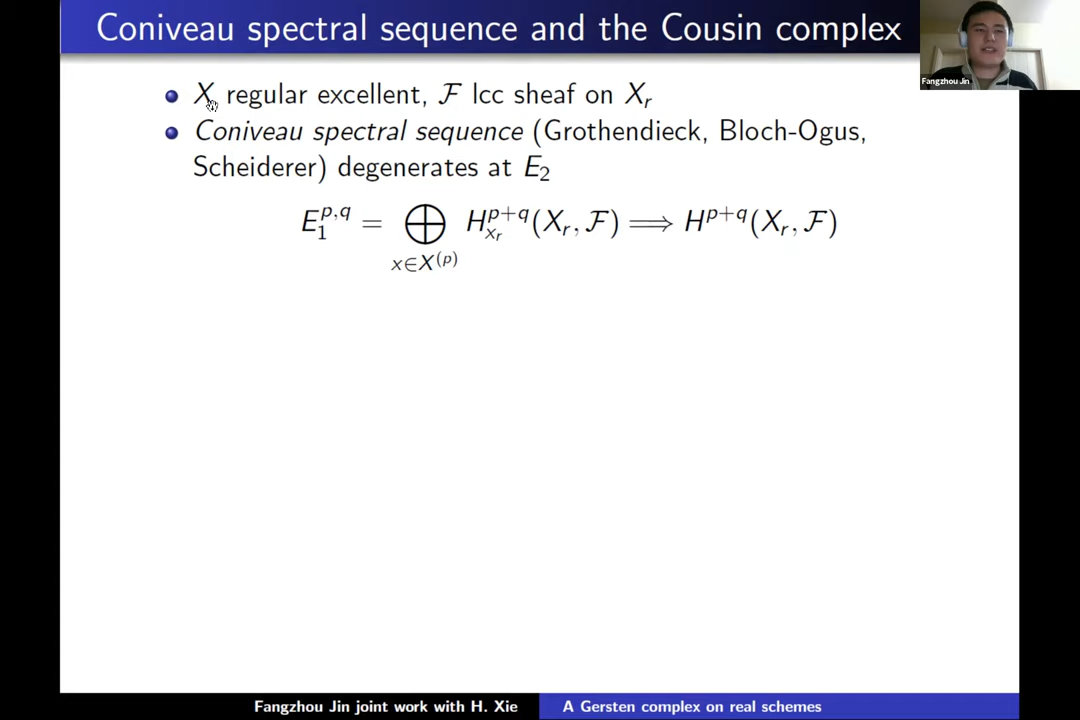 Coniveau spectral sequence and the Cousin complex
Fangzhou Jin
X regular excellent, ℱ lcc sheaf on X_r
Coniveau spectral sequence (Grothendieck, Bloch-Ogus,
Scheiderer) degenerates at E_2
E_1^{p,q} = ⊕_{x∈X^{(p)}} H_{x_r}^{p+q}(X_r, ℱ) ⟹ H^{p+q}(X_r, ℱ)
Fangzhou Jin joint work with H. Xie
A Gersten complex on real schemes